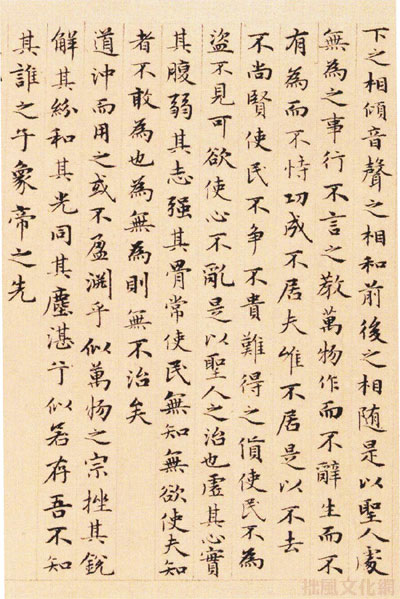 下之相傾音聲之相和前後之相随是以聖人處
無為之事行不言之教萬物作而不辭生而不
有為而不恃功成不居夫惟不居是以不去
不尚賢使民不争不貴難得之貨使民不為
盗不見可欲使心不亂是以聖人之治也虚其心實
其腹弱其志强其骨常使民無知無欲使夫知
者不敢為也為無為則無不治矣
道沖而用之或不盈渊乎似萬物之宗挫其銳
解其紛和其光同其塵湛兮似若存吾不知
其誰之子象帝之先
拙風文化網